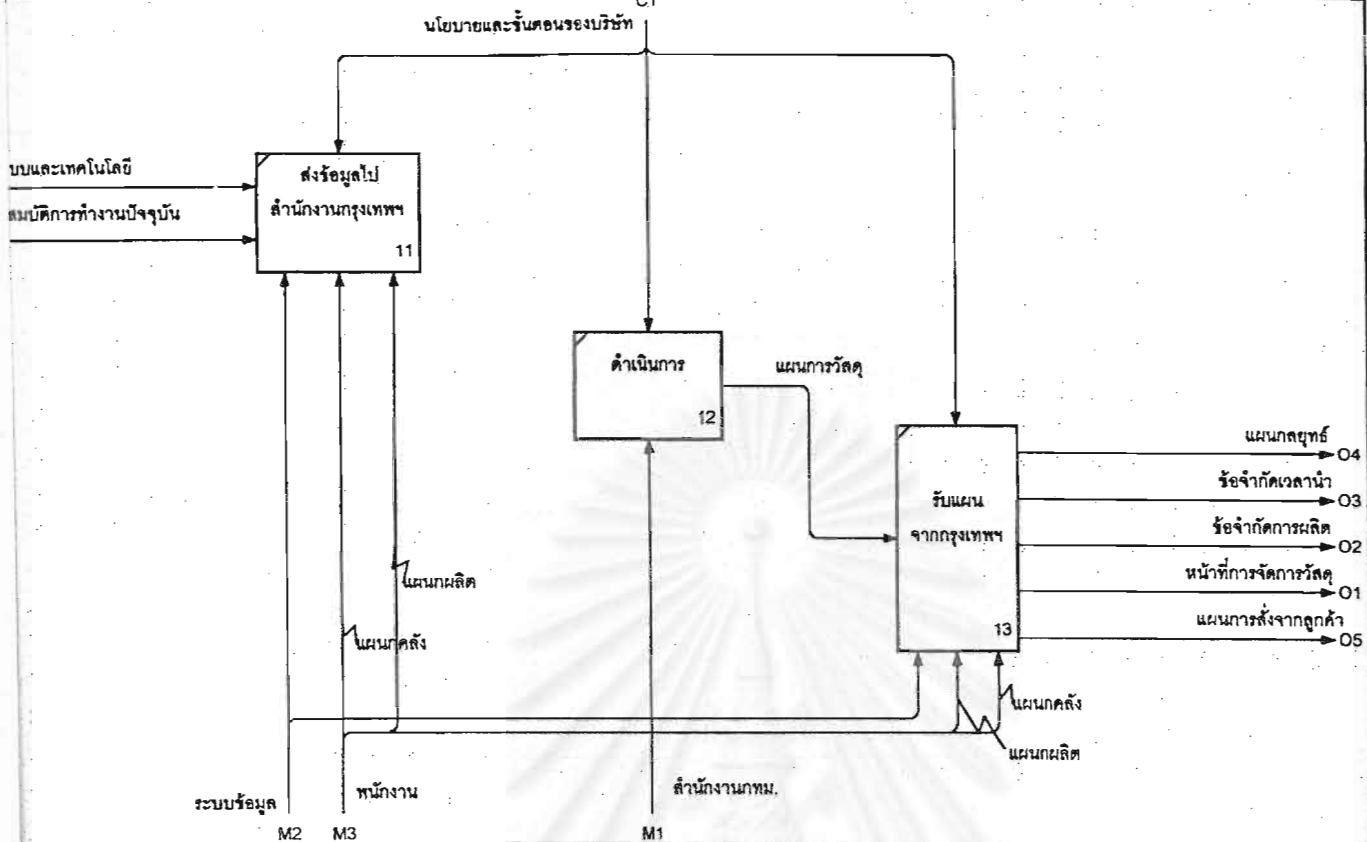 C1
นโยบายและขั้นตอนของบริษัท
บบและเทคโนโลยี
สมบัติการทำงานปัจจุบัน
ส่งข้อมูลไป
สำนักงานกรุงเทพฯ
11
ดำเนินการ
12
แผนการวัสดุ
รับแผน
จากกรุงเทพฯ
13
แผนกลยุทธ์
O4
ข้อจำกัดเวลานำ
O3
ข้อจำกัดการผลิต
O2
หน้าที่การจัดการวัสดุ
O1
แผนการสั่งจากลูกค้า
O5
แผนกผลิต
แผนกคลัง
แผนกคลัง
แผนกผลิต
ระบบข้อมูล
พนักงาน
สำนักงานกทม.
M2
M3
M1